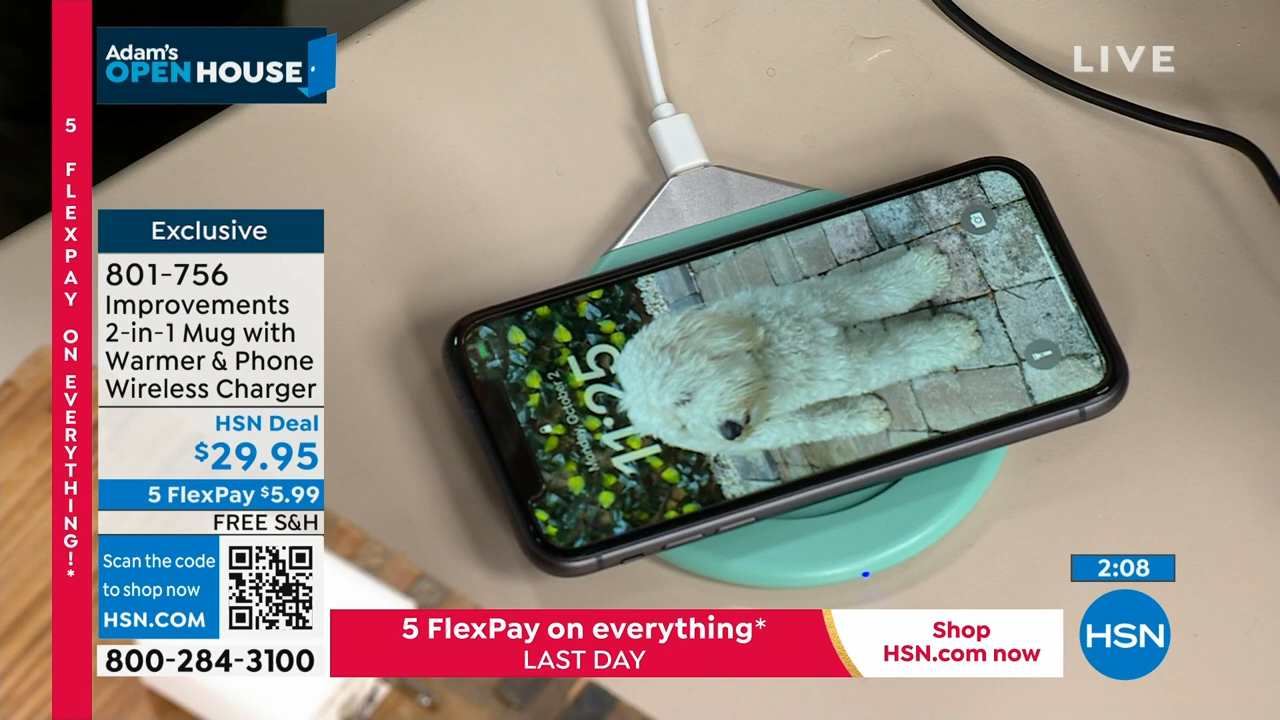 5 FLEXPAY ON EVERYTHING!*
Adam's
OPEN HOUSE
LIVE
Exclusive
801-756
Improvements
2-in-1 Mug with
Warmer & Phone
Wireless Charger
HSN Deal
$29.95
5 FlexPay $5.99
FREE S&H
Scan the code
to shop now
HSN.COM
800-284-3100
11:25
Monday, October 2
5 FlexPay on everything*
LAST DAY
Shop
HSN.com now
2:08
HSN